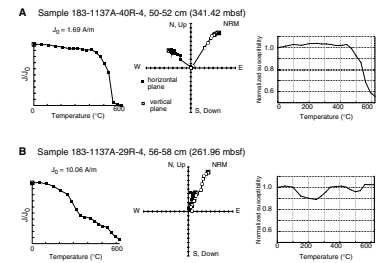 A Sample 183-1137A-40R-4, 50-52 cm (341.42 mbsf)
J0 = 1.69 A/m
J/J0
0
600
Temperature (°C)
N, Up
NRM
W
E
S, Down
horizontal plane
vertical plane
Normalized susceptibility
1.0
0.8
0.6
0
200
400
600
Temperature (°C)
B Sample 183-1137A-29R-4, 56-58 cm (261.96 mbsf)
J0 = 10.06 A/m
J/J0
0
600
Temperature (°C)
N, Up
NRM
W
E
S, Down
Normalized susceptibility
1.0
0.8
0.6
0
200
400
600
Temperature (°C)